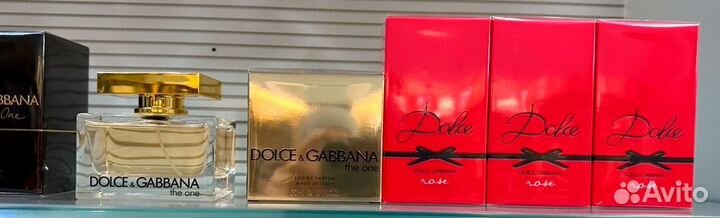 BBANA
One
DOLCE & GABBANA
the one
DOLCE & GABBANA
the one
EAU DE PARFUM
MADE IN ITALY
Dolce
DOLCE & GABBANA
rose
Dolce
DOLCE & GABBANA
rose
Dolce
DOLCE & GABBANA
rose
Avito